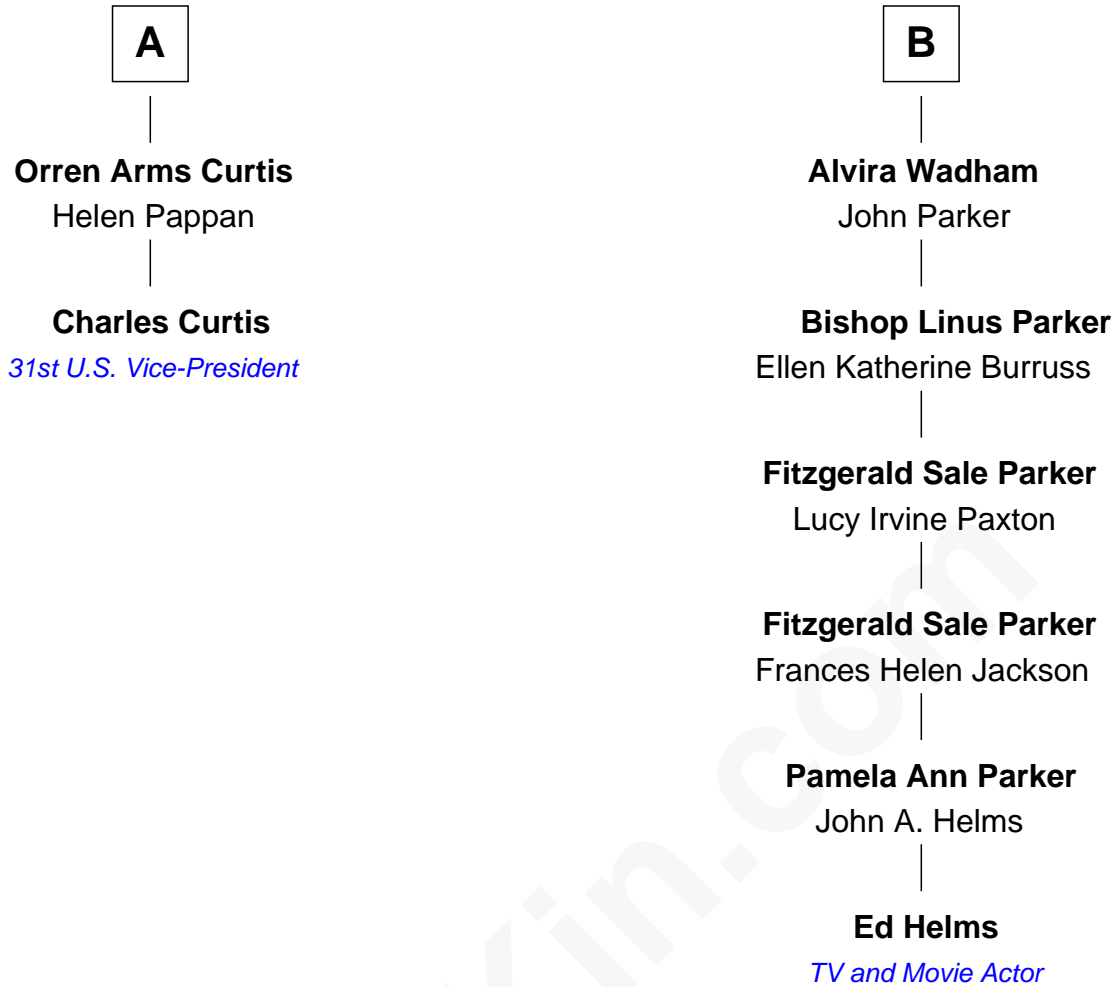 A
Orren Arms Curtis
Helen Pappan
Charles Curtis
31st U.S. Vice-President
B
Alvira Wadham
John Parker
Bishop Linus Parker
Ellen Katherine Burruss
Fitzgerald Sale Parker
Lucy Irvine Paxton
Fitzgerald Sale Parker
Frances Helen Jackson
Pamela Ann Parker
John A. Helms
Ed Helms
TV and Movie Actor